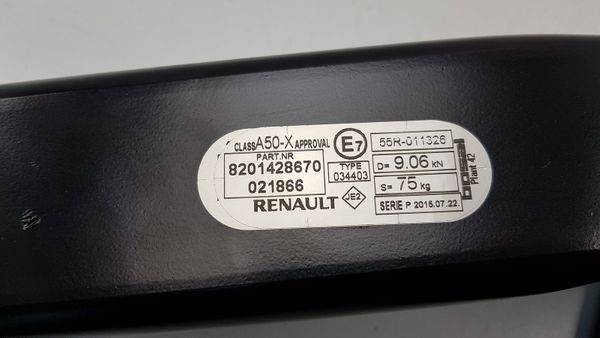 CLASS A50-X APPROVAL E7 55R-011326
PART.NR
8201428670 TYPE D= 9.06 kN
021866 034403 S= 75 kg
RENAULT JE2 SERIE P 2016.07.22.
Plant 42